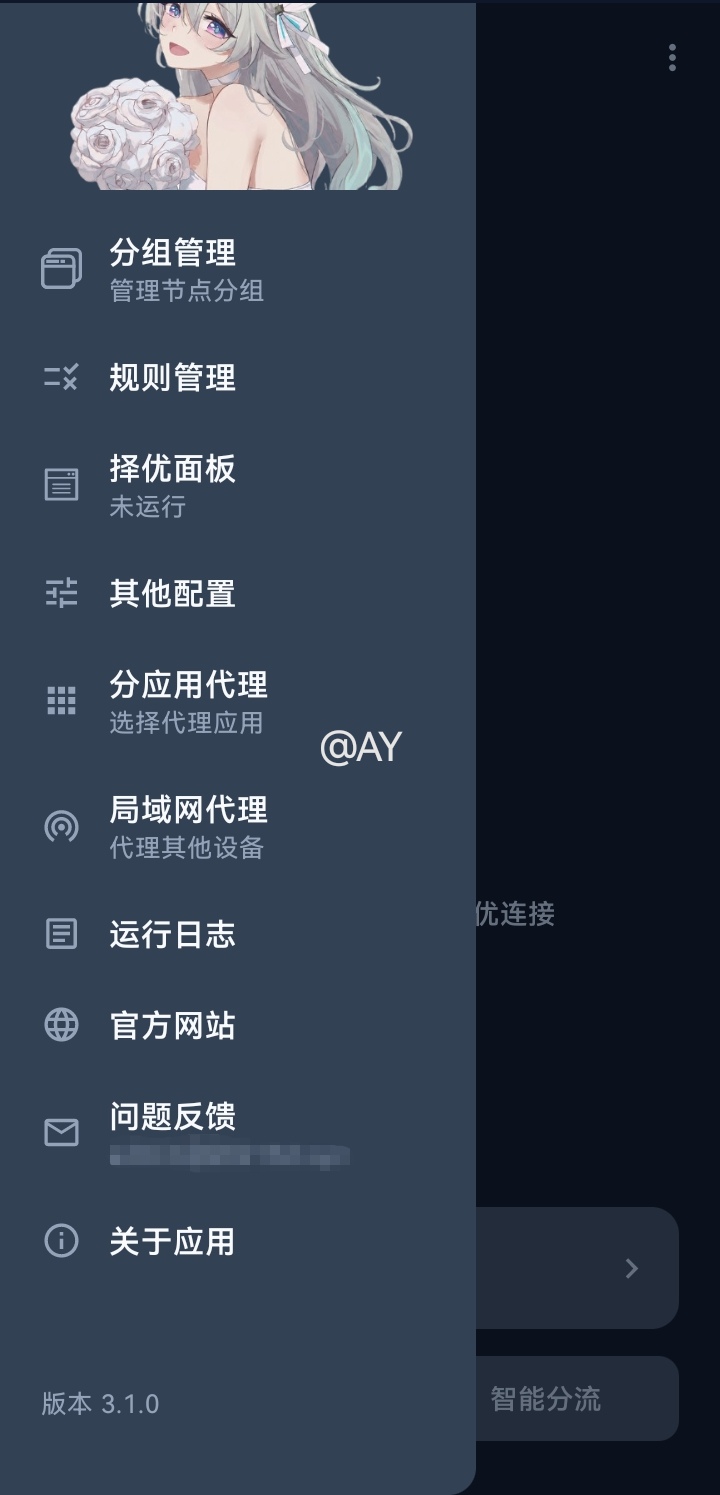 分组管理
管理节点分组
规则管理
择优面板
未运行
其他配置
分应用代理
选择代理应用
@AY
局域网代理
代理其他设备
优连接
运行日志
官方网站
问题反馈
关于应用
智能分流
版本 3.1.0